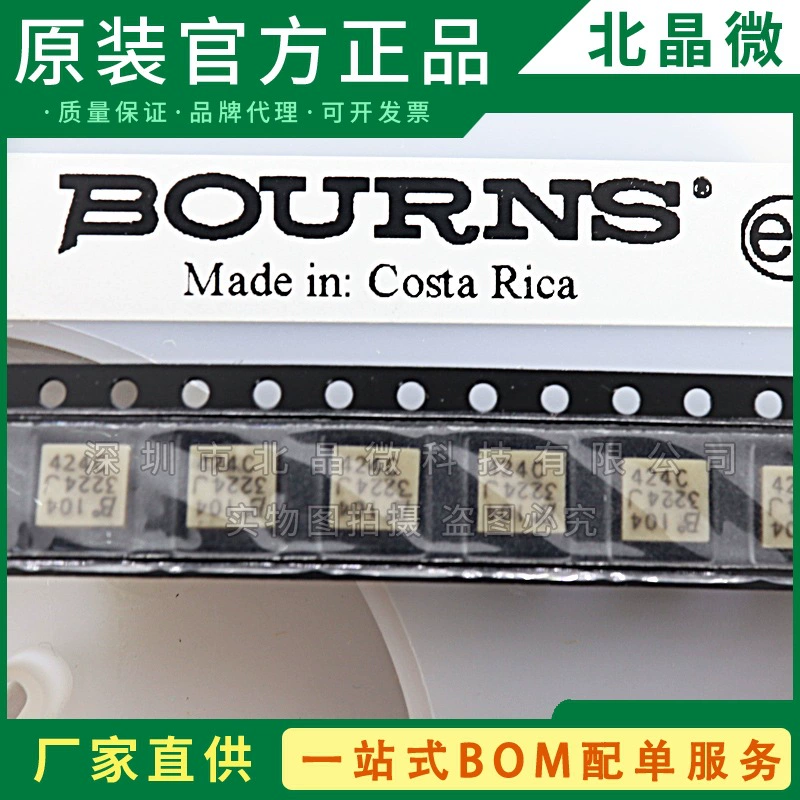 原装官方正品
北晶微
·质量保证·品牌代理·可开发票
BOURNS®
e
Made in: Costa Rica
深圳市北晶微科技有限公司
实物图拍摄 盗图必究
424C
3224J
104
424C
3224J
104
厂家直供
一站式BOM配单服务